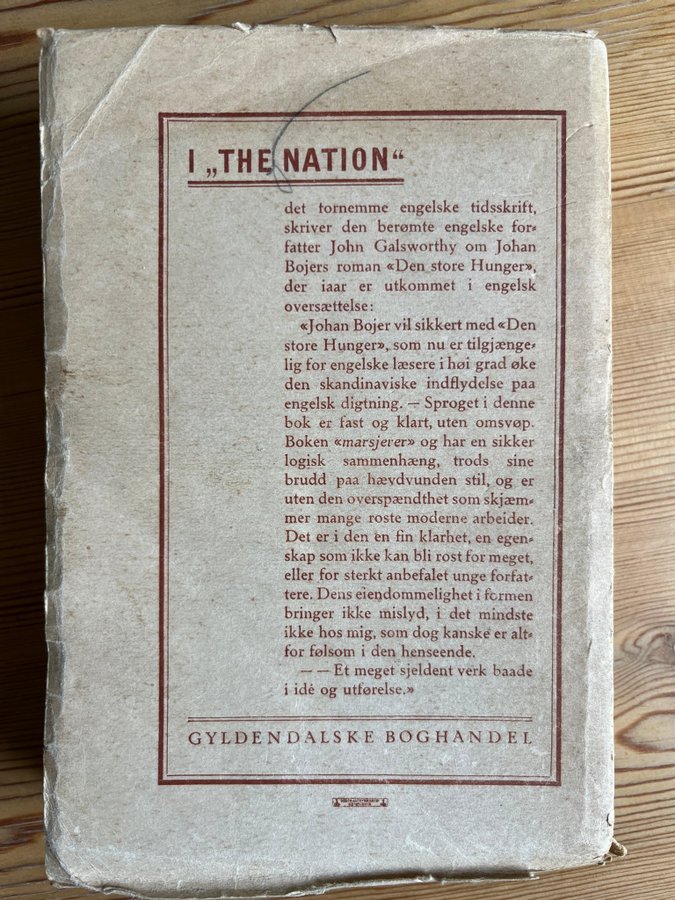 I „THE NATION“
det fornemme engelske tidsskrift,
skriver den berømte engelske for-
fatter John Galsworthy om Johan
Bojers roman «Den store Hunger»,
der iaar er utkommet i engelsk
oversættelse:
«Johan Bojer vil sikkert med «Den
store Hunger», som nu er tilgjænge-
lig for engelske læsere i høi grad øke
den skandinaviske indflydelse paa
engelsk digtning. — Sproget i denne
bok er fast og klart, uten omsvøp.
Boken «marsjerer» og har en sikker
logisk sammenhæng, trods sine
brudd paa hævdvunden stil, og er
uten den overspændthet som skjæm-
mer mange roste moderne arbeider.
Det er i den en fin klarhet, en egen-
skap som ikke kan bli rost for meget,
eller for sterkt anbefalet unge forfat-
tere. Dens eiendommelighet i formen
bringer ikke mislyd, i det mindste
ikke hos mig, som dog kanske er alt-
for følsom i den henseende.
— — Et meget sjeldent verk baade
i idé og utførelse.»
GYLDENDALSKE BOGHANDEL